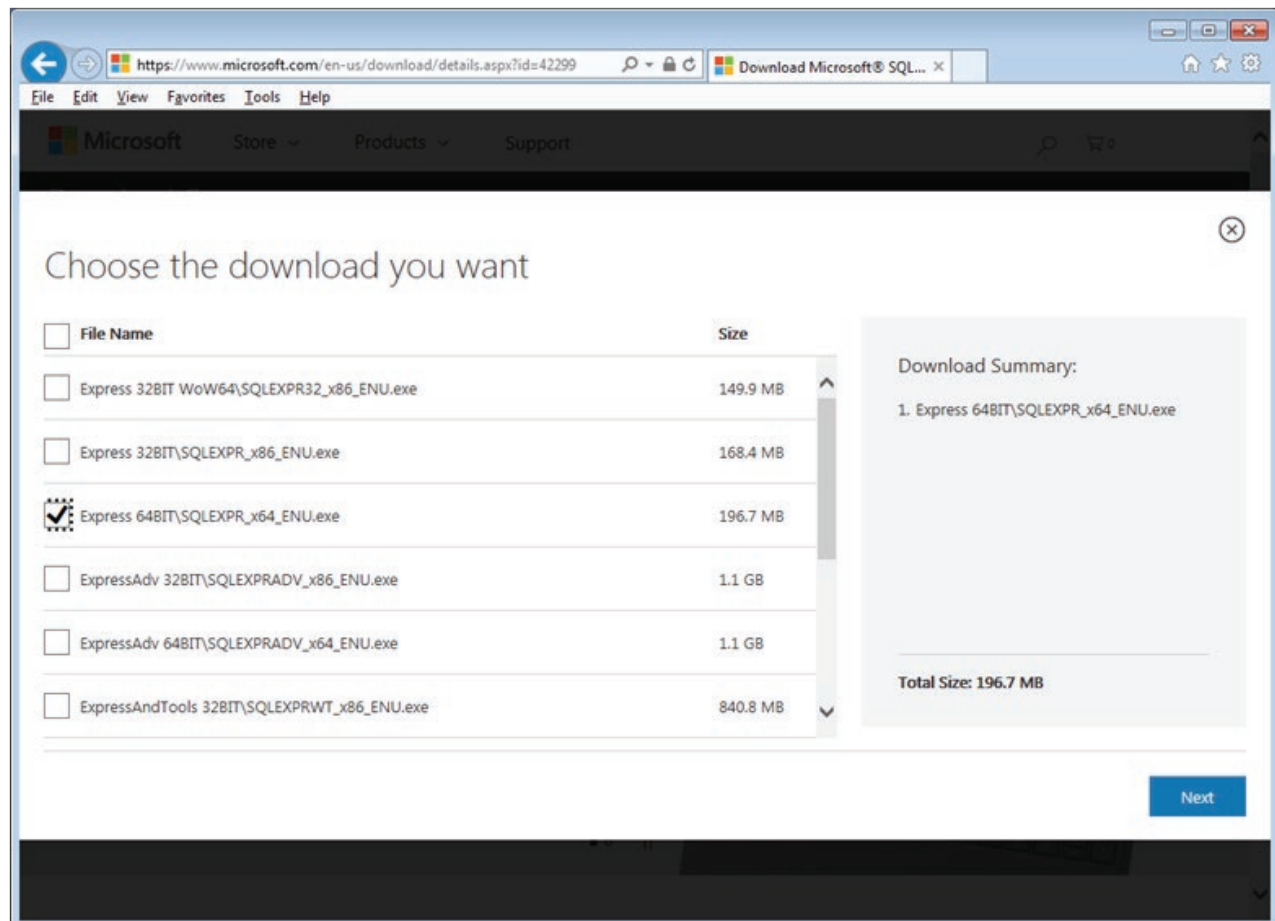 https://www.microsoft.com/en-us/download/details.aspx?id=42299
Download Microsoft® SQL...
File Edit View Favorites Tools Help
Microsoft Store Products Support 0
Choose the download you want
File Name Size
Express 32BIT WoW64\SQLEXPR32_x86_ENU.exe 149.9 MB
Express 32BIT\SQLEXPR_x86_ENU.exe 168.4 MB
Express 64BIT\SQLEXPR_x64_ENU.exe 196.7 MB
ExpressAdv 32BIT\SQLEXPRADV_x86_ENU.exe 1.1 GB
ExpressAdv 64BIT\SQLEXPRADV_x64_ENU.exe 1.1 GB
ExpressAndTools 32BIT\SQLEXPRWT_x86_ENU.exe 840.8 MB
Download Summary:
1. Express 64BIT\SQLEXPR_x64_ENU.exe
Total Size: 196.7 MB
Next